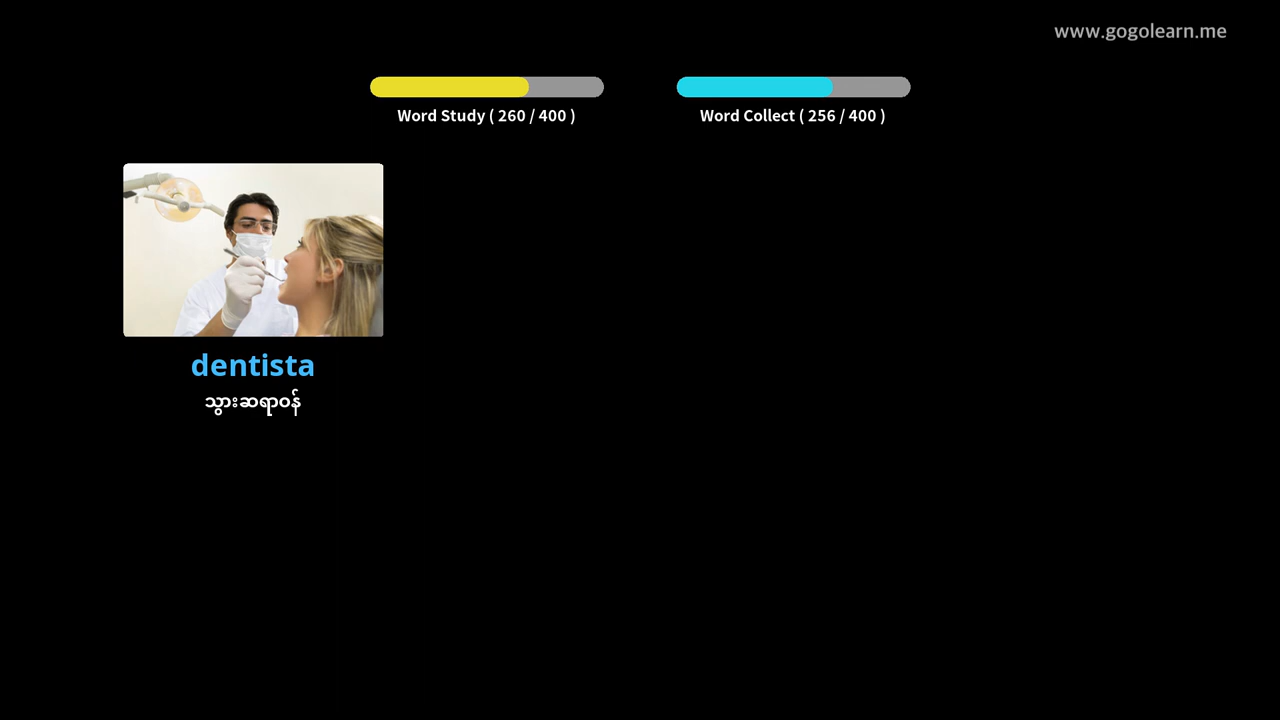 www.gogolearn.me
Word Study ( 260 / 400 )
Word Collect ( 256 / 400 )
dentista
သွားဆရာဝန်